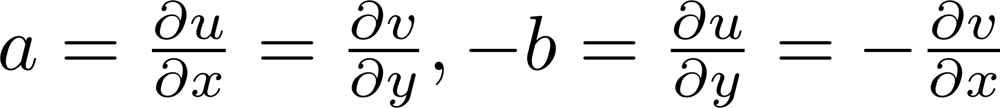 a = ∂u/∂x = ∂v/∂y, −b = ∂u/∂y = −∂v/∂x